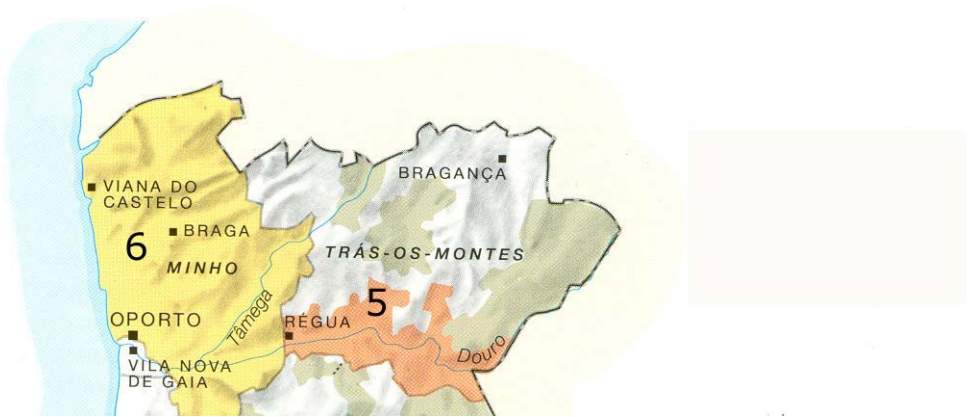 BRAGANÇA
VIANA DO
CASTELO
BRAGA
6
TRÁS-OS-MONTES
MINHO
5
Tâmega
OPORTO
RÉGUA
Douro
VILA NOVA
DE GAIA